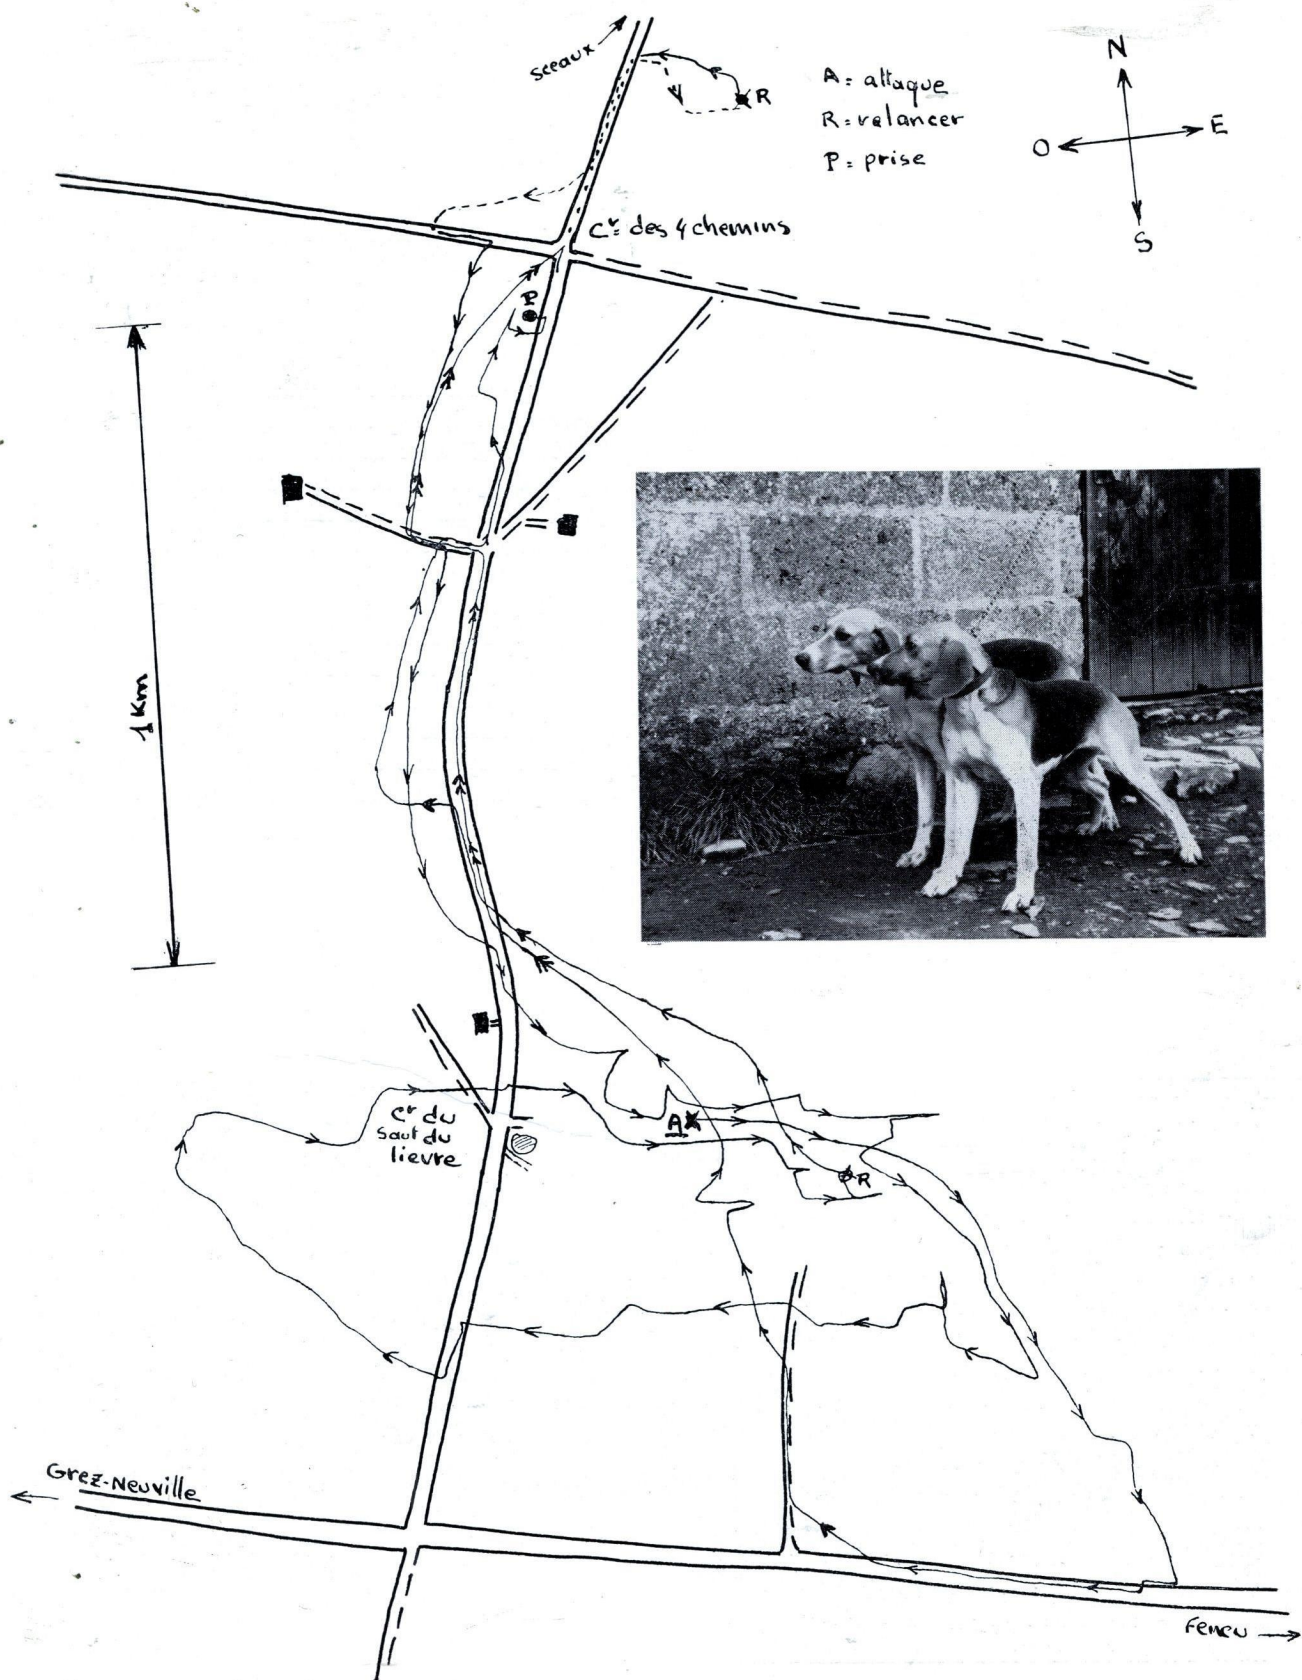 sceaux
R
A = attaque
R = relancer
P = prise
N
O
E
S
Cr des 4 chemins
P
1 Km
A
Cr du
saut du
lievre
R
Grez-Neuville
Feneu